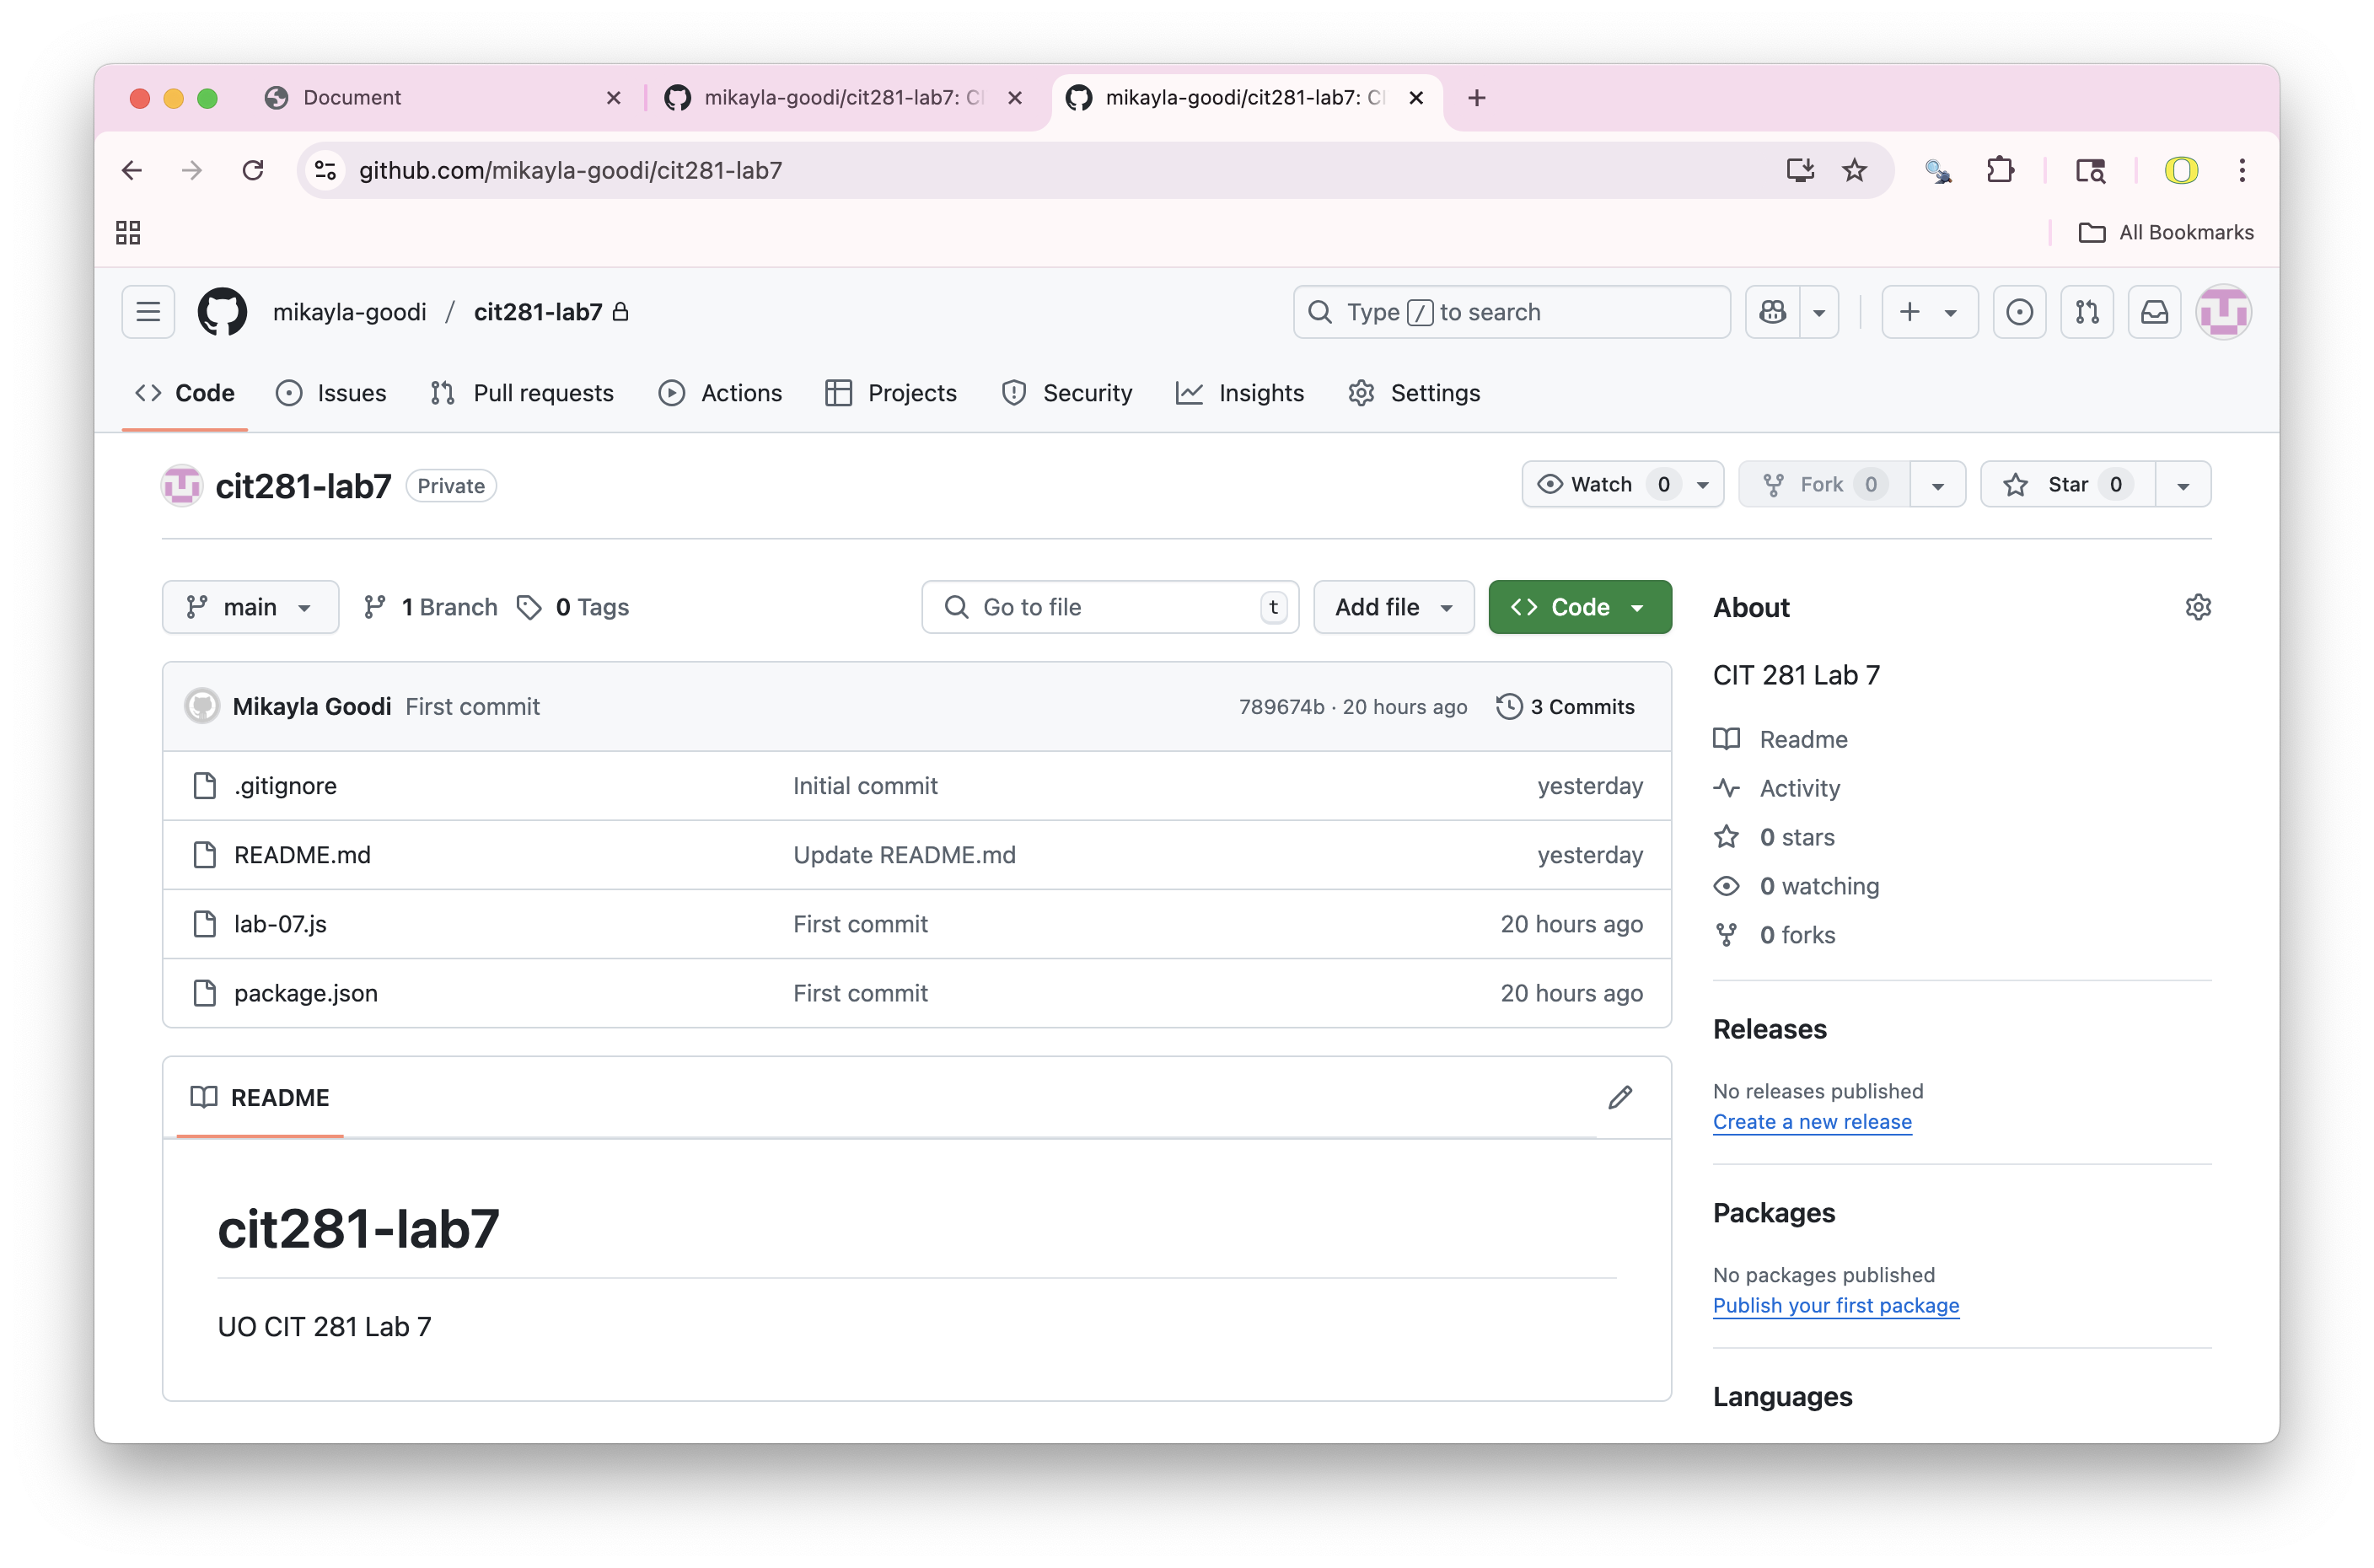 Document
mikayla-goodi/cit281-lab7: C
mikayla-goodi/cit281-lab7: C
github.com/mikayla-goodi/cit281-lab7
All Bookmarks
mikayla-goodi / cit281-lab7
Type / to search
Code Issues Pull requests Actions Projects Security Insights Settings
cit281-lab7 Private
Watch 0 Fork 0 Star 0
main 1 Branch 0 Tags
Go to file t Add file Code
Mikayla Goodi First commit 789674b · 20 hours ago 3 Commits
.gitignore Initial commit yesterday
README.md Update README.md yesterday
lab-07.js First commit 20 hours ago
package.json First commit 20 hours ago
README
cit281-lab7
UO CIT 281 Lab 7
About
CIT 281 Lab 7
Readme
Activity
0 stars
0 watching
0 forks
Releases
No releases published
Create a new release
Packages
No packages published
Publish your first package
Languages